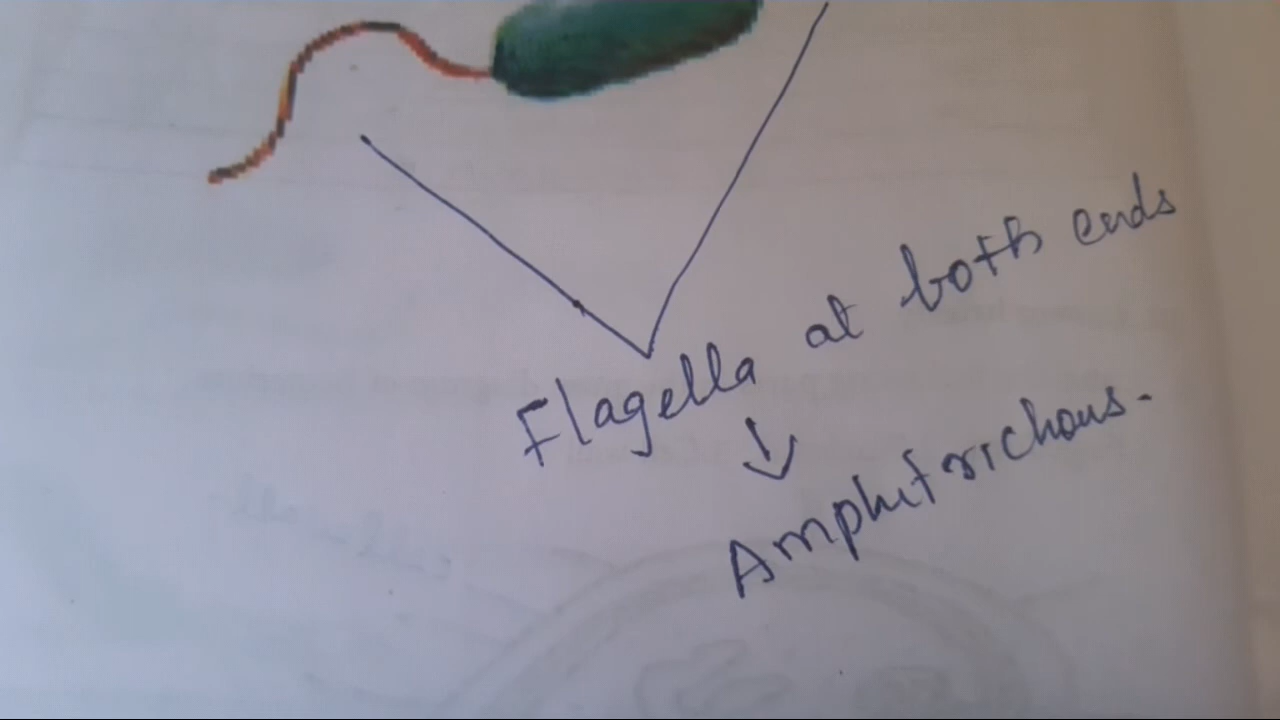 Flagella at both ends
↓
Amphitrichous.